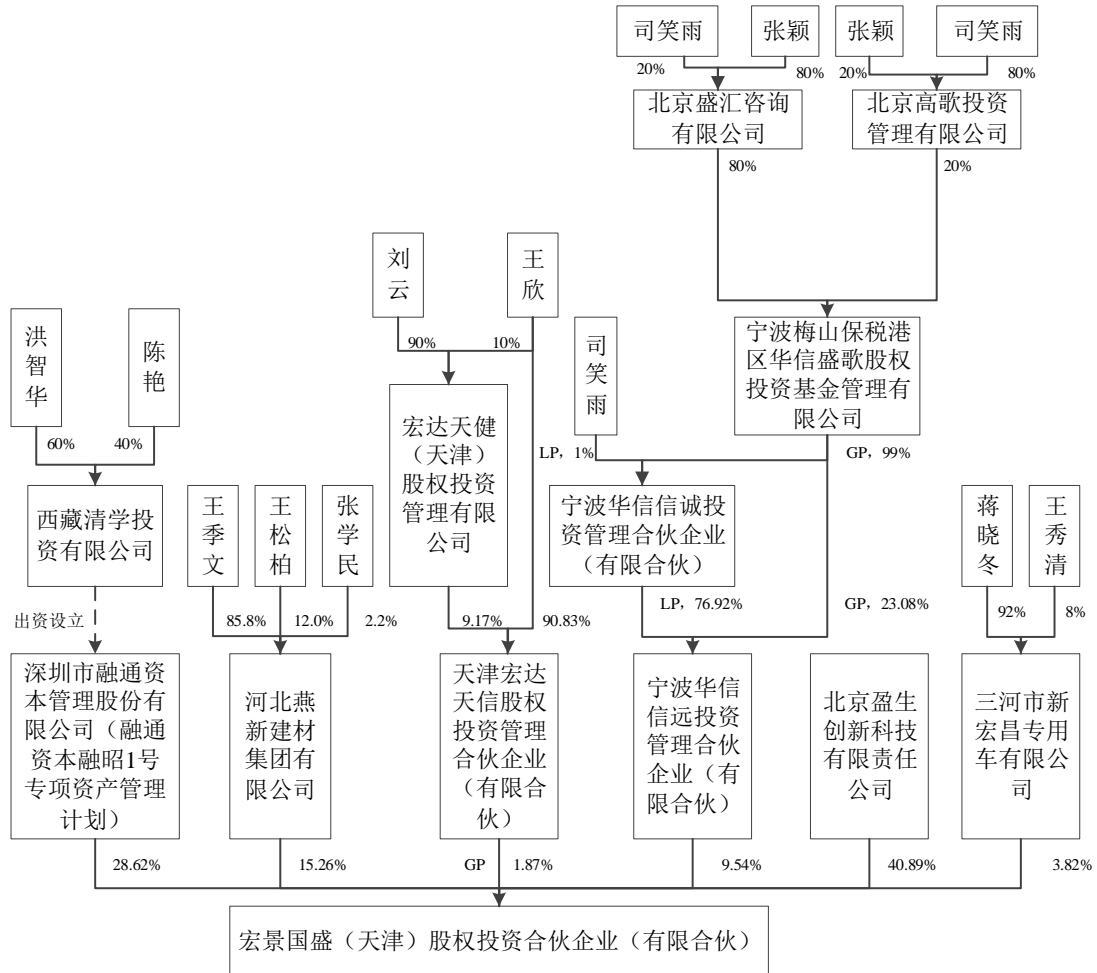 司笑雨
张颖
张颖
司笑雨
20%
80%
20%
80%
北京盛汇咨询
有限公司
北京高歌投资
管理有限公司
80%
20%
刘
云
王
欣
洪
智
华
陈
艳
90%
10%
司
笑
雨
宁波梅山保税港
区华信盛歌股权
投资基金管理有
限公司
60%
40%
宏达天健
（天津）
股权投资
管理有限
公司
LP，1%
GP，99%
西藏清学投
资有限公司
王
季
文
王
松
柏
张
学
民
宁波华信信诚投
资管理合伙企业
（有限合伙）
蒋
晓
冬
王
秀
清
出资设立
85.8%
12.0%
2.2%
9.17%
90.83%
LP，76.92%
GP，23.08%
92%
8%
深圳市融通资
本管理股份有
限公司（融通
资本融昭1号
专项资产管理
计划）
河北燕
新建材
集团有
限公司
天津宏达
天信股权
投资管理
合伙企业
（有限合
伙）
宁波华信
信远投资
管理合伙
企业（有
限合伙）
北京盈生
创新科技
有限责任
公司
三河市新
宏昌专用
车有限公
司
28.62%
15.26%
GP
1.87%
9.54%
40.89%
3.82%
宏景国盛（天津）股权投资合伙企业（有限合伙）